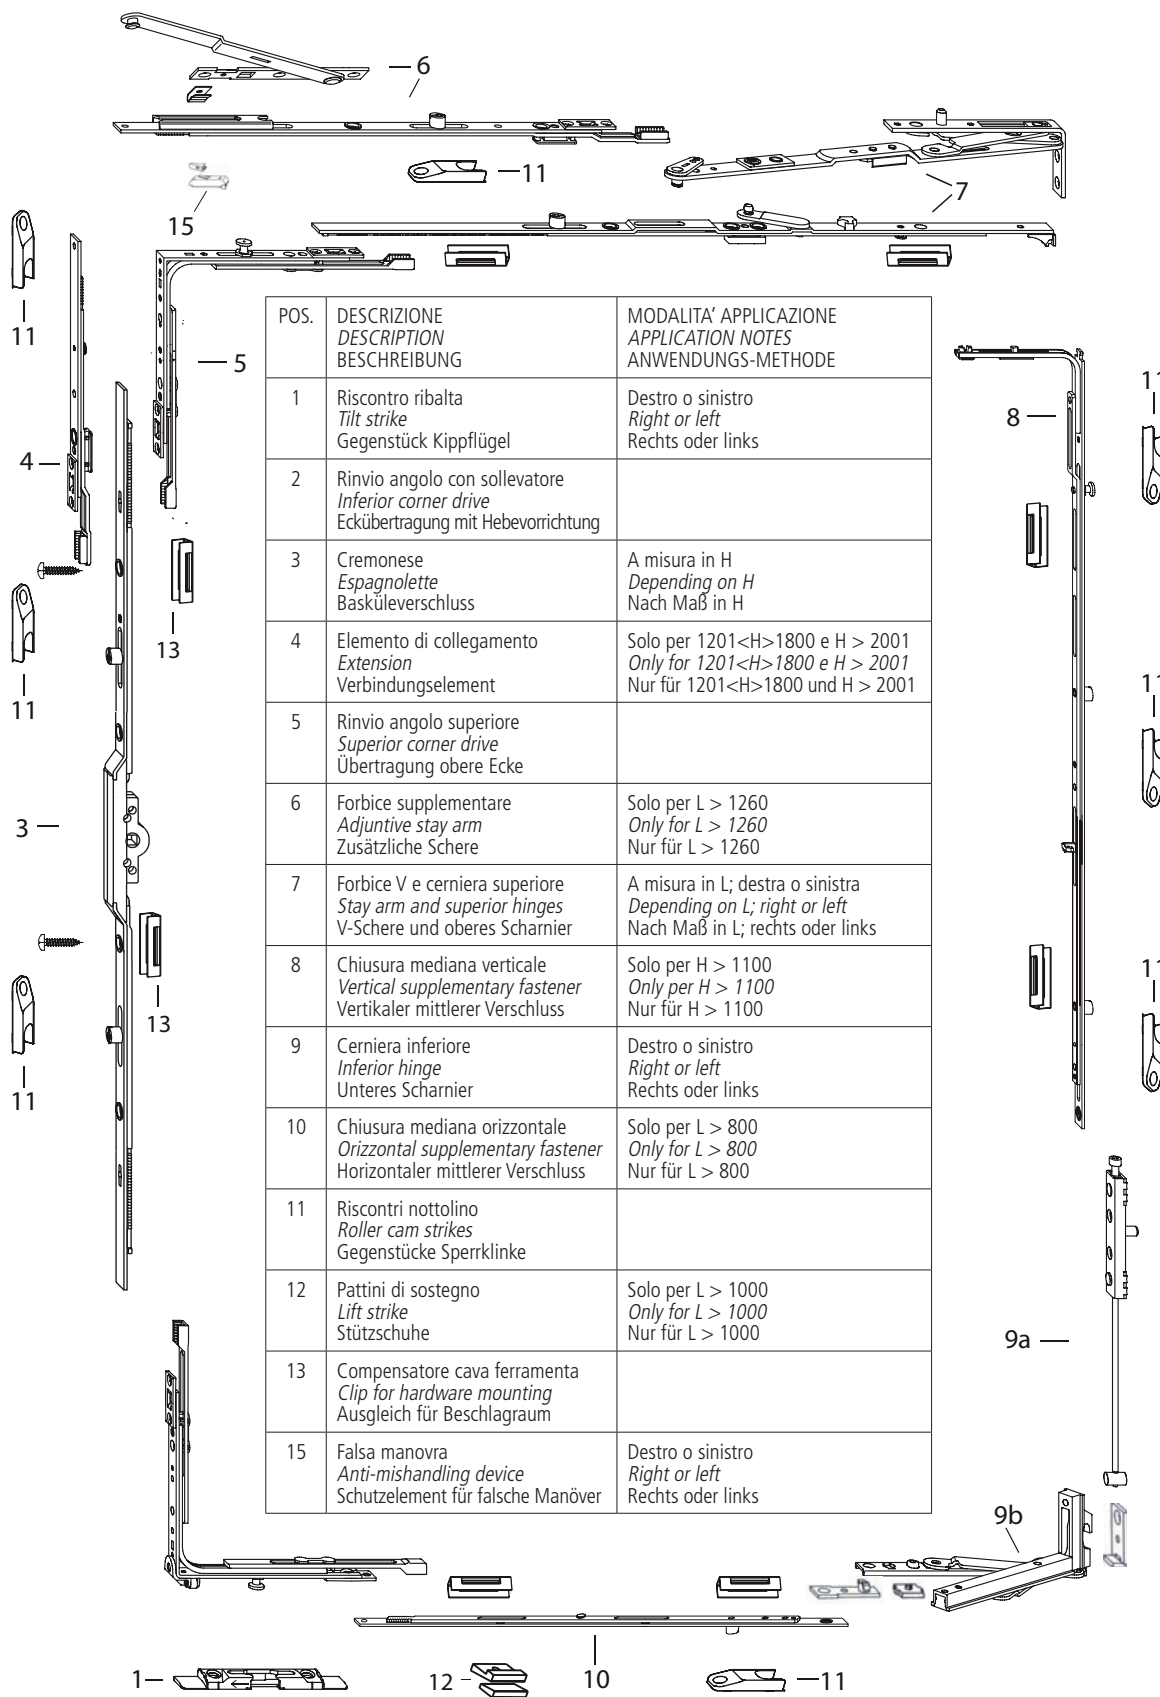 6
11
7
15
11
5
8
11
4
13
11
11
3
13
11
11
9a
9b
1
12
10
11
POS.
DESCRIZIONE
DESCRIPTION
BESCHREIBUNG
MODALITA’ APPLICAZIONE
APPLICATION NOTES
ANWENDUNGS-METHODE
1
Riscontro ribalta
Tilt strike
Gegenstück Kippflügel
Destro o sinistro
Right or left
Rechts oder links
2
Rinvio angolo con sollevatore
Inferior corner drive
Eckübertragung mit Hebevorrichtung
3
Cremonese
Espagnolette
Basküleverschluss
A misura in H
Depending on H
Nach Maß in H
4
Elemento di collegamento
Extension
Verbindungselement
Solo per 1201<H>1800 e H > 2001
Only for 1201<H>1800 e H > 2001
Nur für 1201<H>1800 und H > 2001
5
Rinvio angolo superiore
Superior corner drive
Übertragung obere Ecke
6
Forbice supplementare
Adjuntive stay arm
Zusätzliche Schere
Solo per L > 1260
Only for L > 1260
Nur für L > 1260
7
Forbice V e cerniera superiore
Stay arm and superior hinges
V-Schere und oberes Scharnier
A misura in L; destra o sinistra
Depending on L; right or left
Nach Maß in L; rechts oder links
8
Chiusura mediana verticale
Vertical supplementary fastener
Vertikaler mittlerer Verschluss
Solo per H > 1100
Only per H > 1100
Nur für H > 1100
9
Cerniera inferiore
Inferior hinge
Unteres Scharnier
Destro o sinistro
Right or left
Rechts oder links
10
Chiusura mediana orizzontale
Orizzontal supplementary fastener
Horizontaler mittlerer Verschluss
Solo per L > 800
Only for L > 800
Nur für L > 800
11
Riscontri nottolino
Roller cam strikes
Gegenstücke Sperrklinke
12
Pattini di sostegno
Lift strike
Stützschuhe
Solo per L > 1000
Only for L > 1000
Nur für L > 1000
13
Compensatore cava ferramenta
Clip for hardware mounting
Ausgleich für Beschlagraum
15
Falsa manovra
Anti-mishandling device
Schutzelement für falsche Manöver
Destro o sinistro
Right or left
Rechts oder links